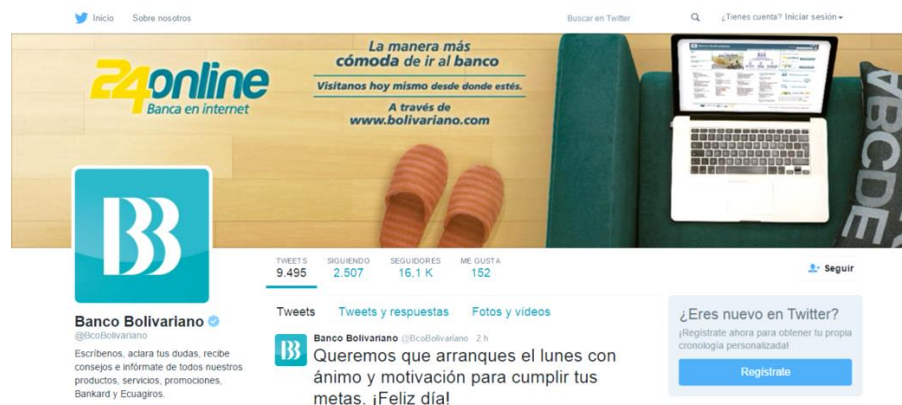 Inicio Sobre nosotros Buscar en Twitter ¿Tienes cuenta? Iniciar sesión
24online
Banca en internet
La manera más
cómoda de ir al banco
Visítanos hoy mismo desde donde estés.
A través de
www.bolivariano.com
ABCDE
BB
TWEETS SIGUIENDO SEGUIDORES ME GUSTA
9.495 2.507 16,1 K 152
Seguir
Banco Bolivariano
@BcoBolivariano
Escríbenos, aclara tus dudas, recibe
consejos e infórmate de todos nuestros
productos, servicios, promociones,
Bankard y Ecuagiros.
Tweets Tweets y respuestas Fotos y vídeos
BB
Banco Bolivariano @BcoBolivariano 2 h
Queremos que arranques el lunes con
ánimo y motivación para cumplir tus
metas. ¡Feliz día!
¿Eres nuevo en Twitter?
¡Regístrate ahora para obtener tu propia
cronología personalizada!
Regístrate